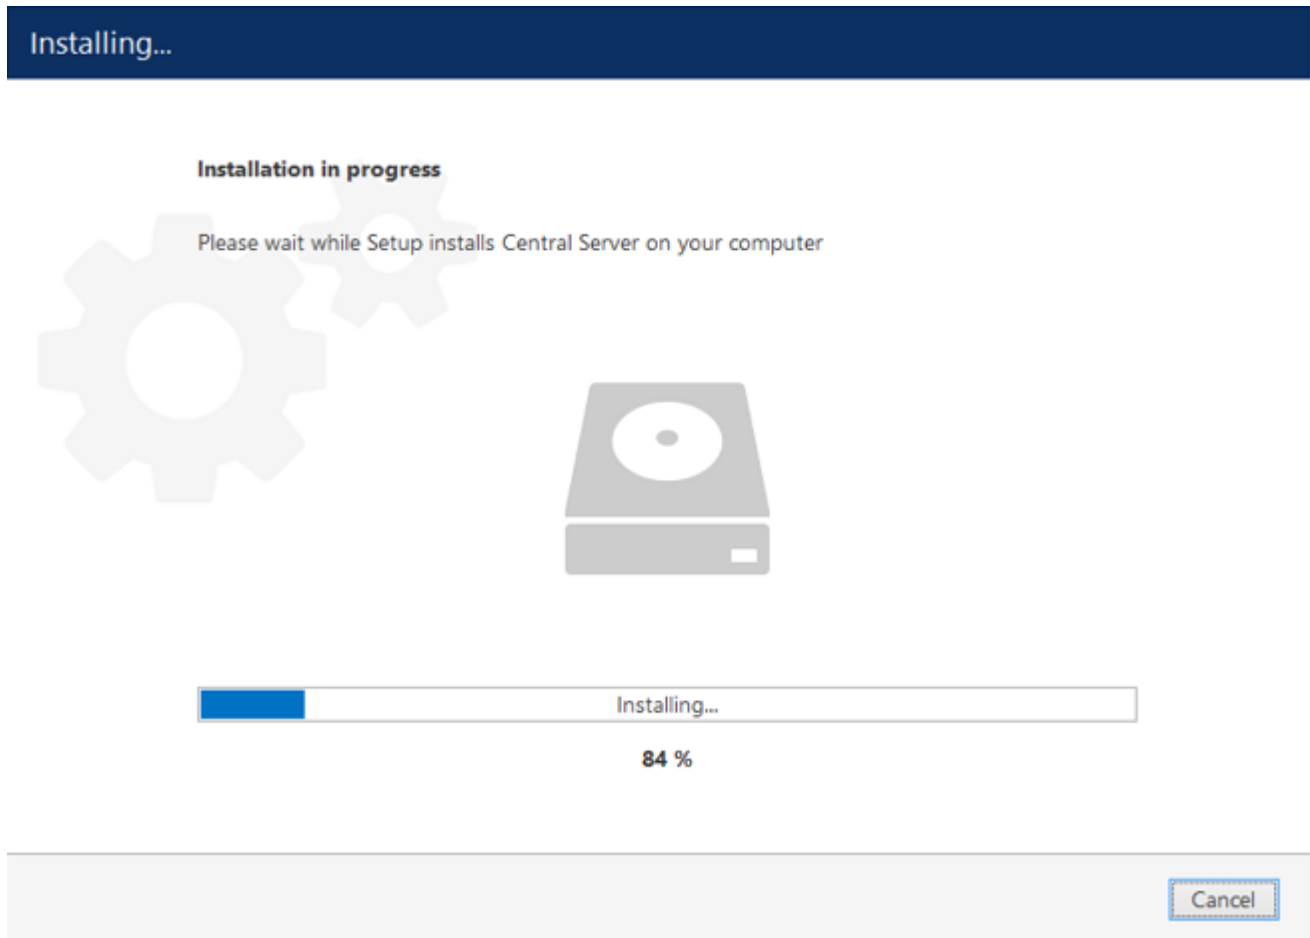 Installing...
Installation in progress
Please wait while Setup installs Central Server on your computer
Installing...
84 %
Cancel